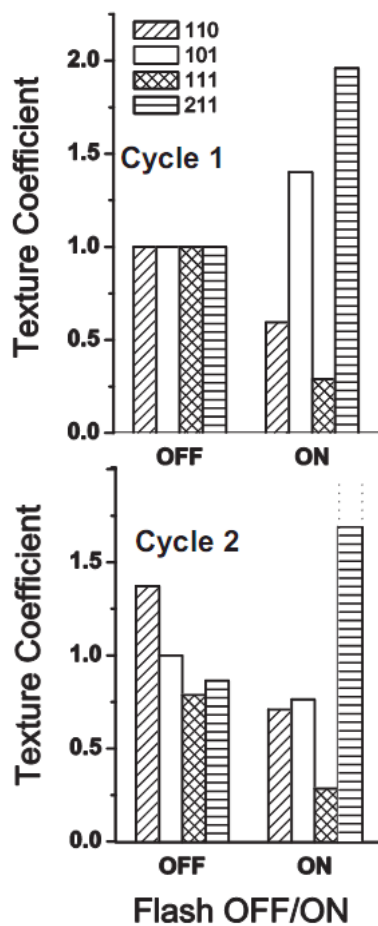 110
101
111
211
2.0
1.5
1.0
0.5
0.0
Texture Coefficient
Cycle 1
OFF ON
1.5
1.0
0.5
0.0
Texture Coefficient
Cycle 2
OFF ON
Flash OFF/ON